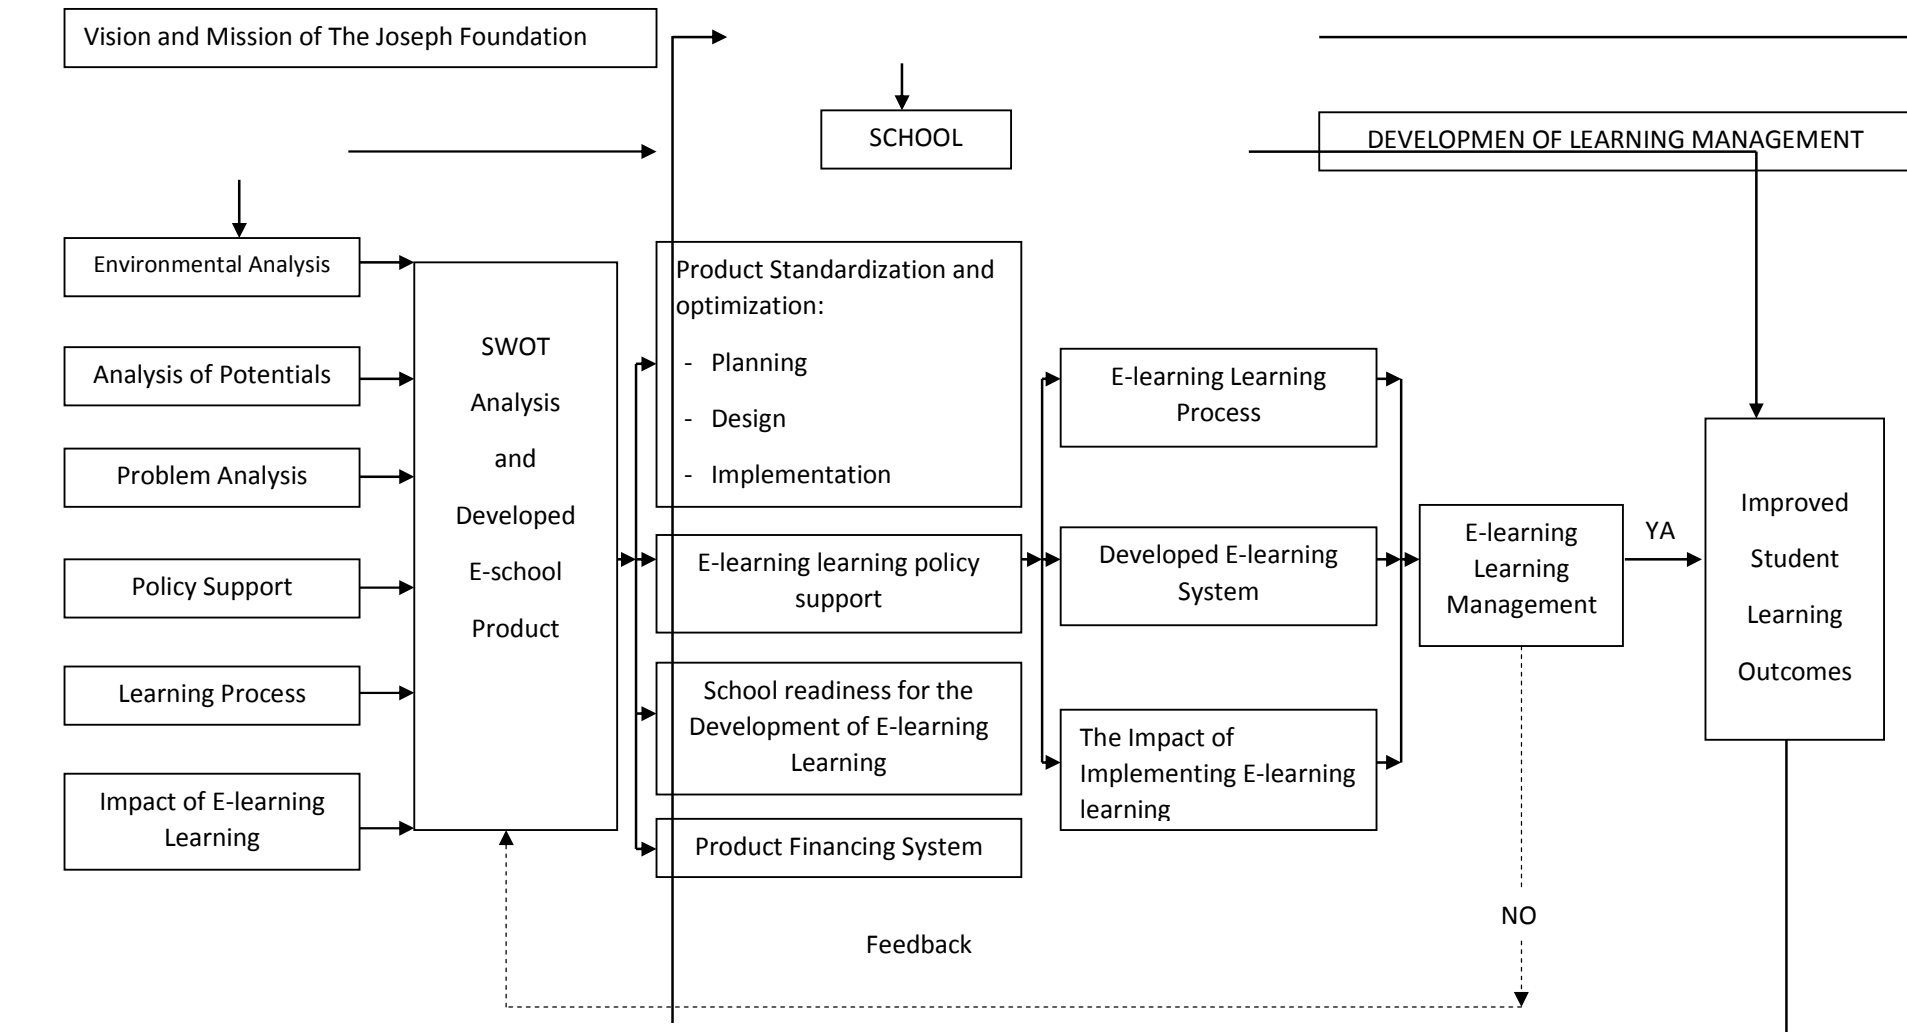 Vision and Mission of The Joseph Foundation
SCHOOL
DEVELOPMEN OF LEARNING MANAGEMENT
Environmental Analysis
Analysis of Potentials
Problem Analysis
Policy Support
Learning Process
Impact of E-learning
Learning
SWOT
Analysis
and
Developed
E-school
Product
Product Standardization and
optimization:
- Planning
- Design
- Implementation
E-learning learning policy
support
School readiness for the
Development of E-learning
Learning
Product Financing System
E-learning Learning
Process
Developed E-learning
System
The Impact of
Implementing E-learning
learning
E-learning
Learning
Management
YA
Improved
Student
Learning
Outcomes
NO
Feedback